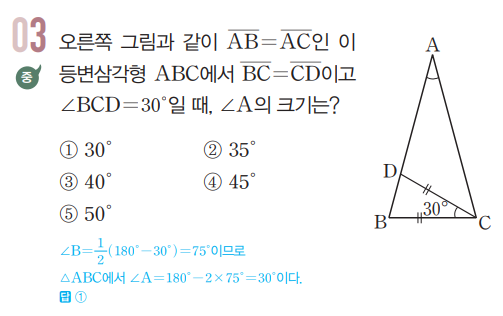 03 오른쪽 그림과 같이 AB=AC인 이
중 등변삼각형 ABC에서 BC=CD이고
∠BCD=30°일 때, ∠A의 크기는?
① 30° ② 35°
③ 40° ④ 45°
⑤ 50°
∠B=1/2(180°-30°)=75°이므로
△ABC에서 ∠A=180°-2×75°=30°이다.
답 ①
A
D
30°
B C